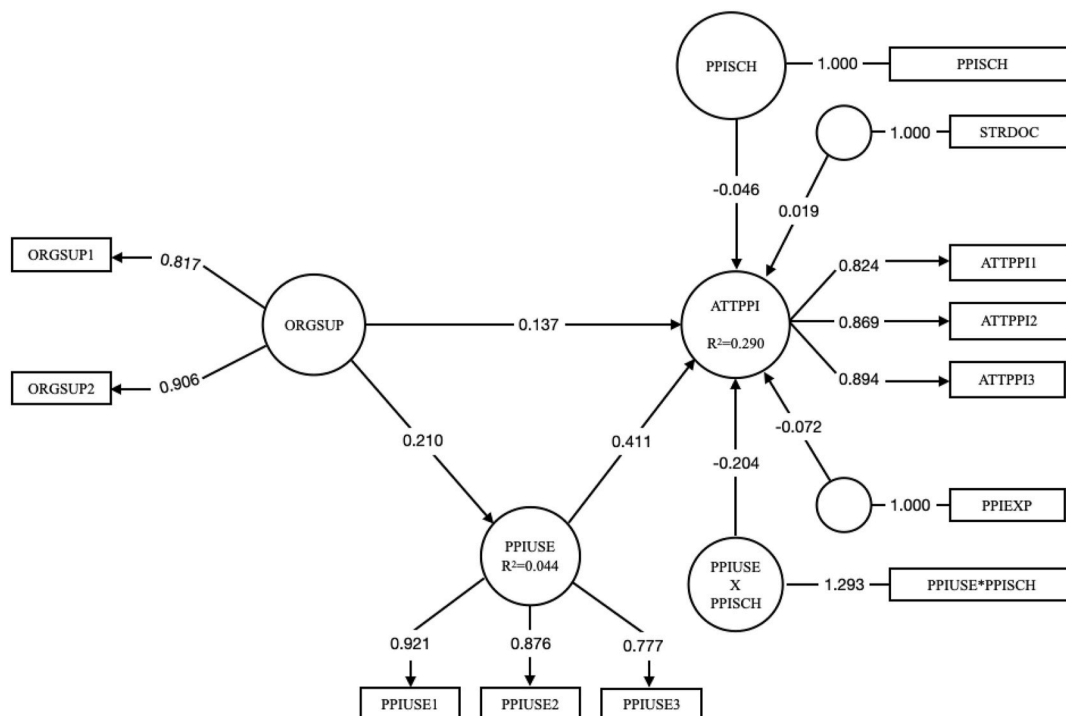 PPISCH
1.000
PPISCH
1.000
STRDOC
-0.046
0.019
ORGSUP1
0.817
0.824
ATTPPI1
ORGSUP
0.137
ATTPPI
R²=0.290
0.869
ATTPPI2
ORGSUP2
0.906
0.894
ATTPPI3
0.210
0.411
-0.072
-0.204
1.000
PPIEXP
PPIUSE
R²=0.044
PPIUSE
X
PPISCH
1.293
PPIUSE*PPISCH
0.921
0.876
0.777
PPIUSE1
PPIUSE2
PPIUSE3